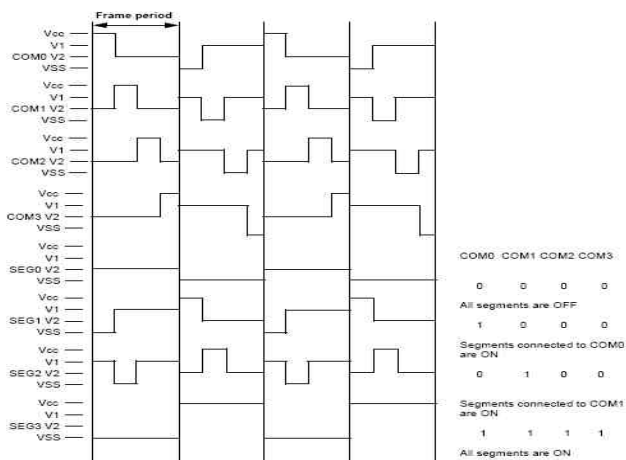 Frame period
Vcc
V1
COM0 V2
VSS
Vcc
V1
COM1 V2
VSS
Vcc
V1
COM2 V2
VSS
Vcc
V1
COM3 V2
VSS
Vcc
V1
SEG0 V2
VSS
Vcc
V1
SEG1 V2
VSS
Vcc
V1
SEG2 V2
VSS
Vcc
V1
SEG3 V2
VSS
COM0 COM1 COM2 COM3
0 0 0 0
All segments are OFF
1 0 0 0
Segments connected to COM0
are ON
0 1 0 0
Segments connected to COM1
are ON
1 1 1 1
All segments are ON